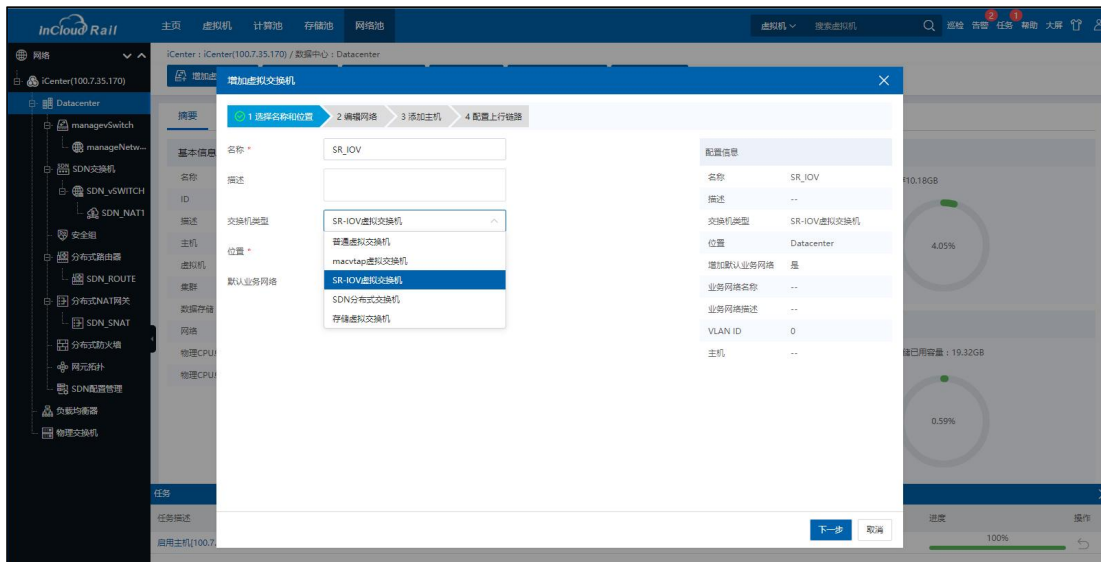 inCloud Rail 主页 虚拟机 计算池 存储池 网络池 虚拟机 搜索虚拟机 巡检 告警 2 任务 1 帮助 大屏
网络
iCenter : iCenter(100.7.35.170) / 数据中心 : Datacenter
iCenter(100.7.35.170)
Datacenter
managevSwitch
manageNetw...
SDN交换机
SDN_vSWITCH
SDN_NAT1
安全组
分布式路由器
SDN_ROUTE
分布式NAT网关
SDN_SNAT
分布式防火墙
网元拓扑
SDN配置管理
负载均衡器
物理交换机
增加虚
摘要
基本信息
名称
ID
描述
主机
虚拟机
集群
数据存储
网络
物理CPU
物理CPU
增加虚拟交换机
1 选择名称和位置 2 编辑网络 3 添加主机 4 配置上行链路
名称 * SR_IOV
描述
交换机类型 SR-IOV虚拟交换机
位置 *
默认业务网络
普通虚拟交换机
macvtap虚拟交换机
SR-IOV虚拟交换机
SDN分布式交换机
存储虚拟交换机
配置信息
名称 SR_IOV
描述 --
交换机类型 SR-IOV虚拟交换机
位置 Datacenter
增加默认业务网络 是
业务网络名称 --
业务网络描述 --
VLAN ID 0
主机 --
下一步 取消
10.18GB
4.05%
已用容量 : 19.32GB
0.59%
任务
任务描述 进度 操作
启用主机[100.7. 100%